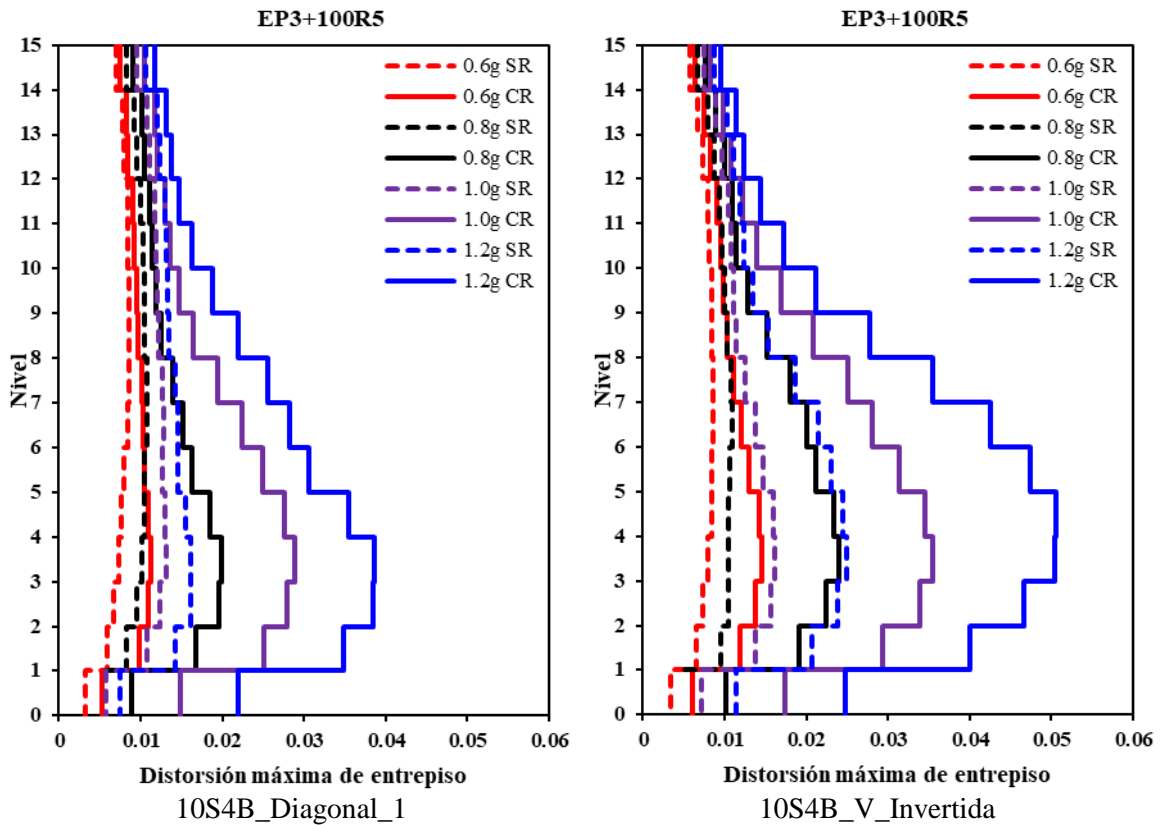 EP3+100R5
15
14
13
12
11
10
9
8
7
6
5
4
3
2
1
0
Nivel
0.6g SR
0.6g CR
0.8g SR
0.8g CR
1.0g SR
1.0g CR
1.2g SR
1.2g CR
0 0.01 0.02 0.03 0.04 0.05 0.06
Distorsión máxima de entrepiso
10S4B_Diagonal_1
EP3+100R5
15
14
13
12
11
10
9
8
7
6
5
4
3
2
1
0
Nivel
0.6g SR
0.6g CR
0.8g SR
0.8g CR
1.0g SR
1.0g CR
1.2g SR
1.2g CR
0 0.01 0.02 0.03 0.04 0.05 0.06
Distorsión máxima de entrepiso
10S4B_V_Invertida